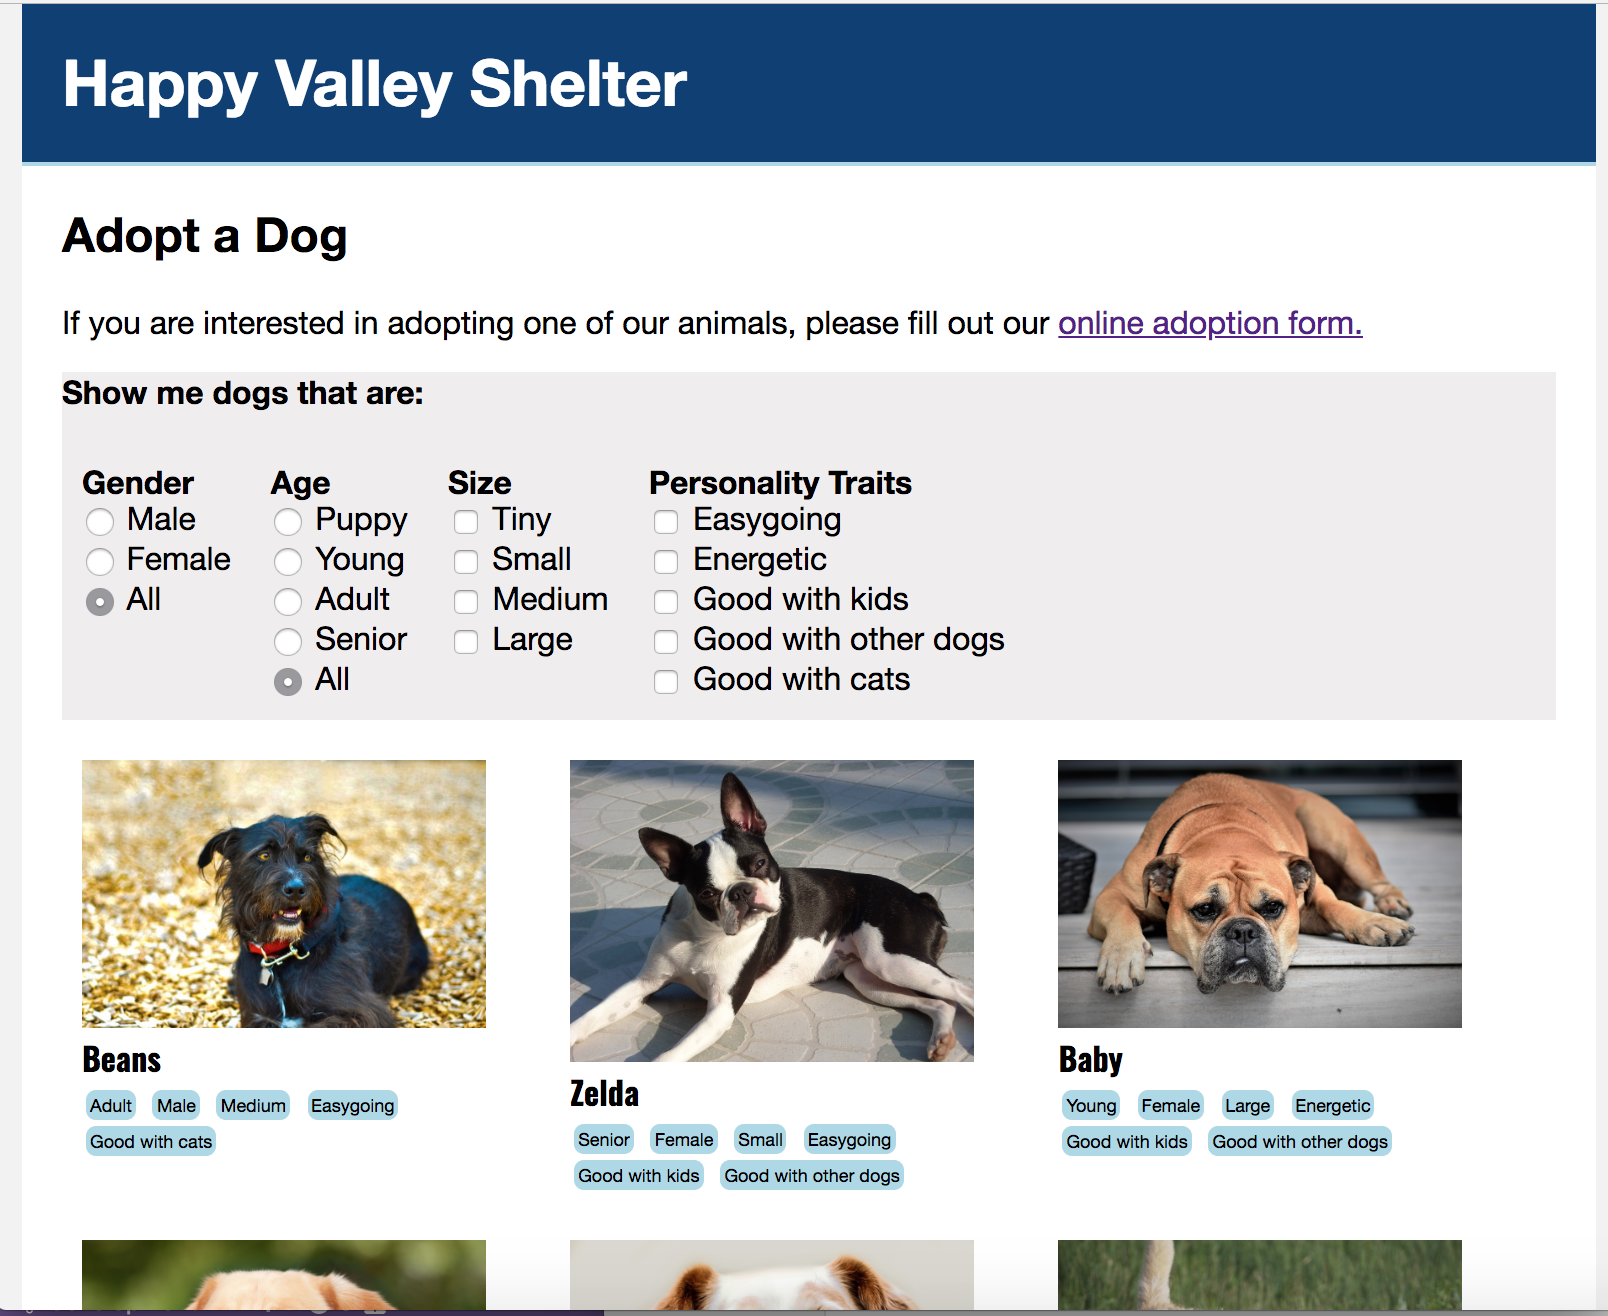 Happy Valley Shelter
Adopt a Dog
If you are interested in adopting one of our animals, please fill out our online adoption form.
Show me dogs that are:
Gender
Male
Female
All
Age
Puppy
Young
Adult
Senior
All
Size
Tiny
Small
Medium
Large
Personality Traits
Easygoing
Energetic
Good with kids
Good with other dogs
Good with cats
Beans
Adult Male Medium Easygoing
Good with cats
Zelda
Senior Female Small Easygoing
Good with kids Good with other dogs
Baby
Young Female Large Energetic
Good with kids Good with other dogs